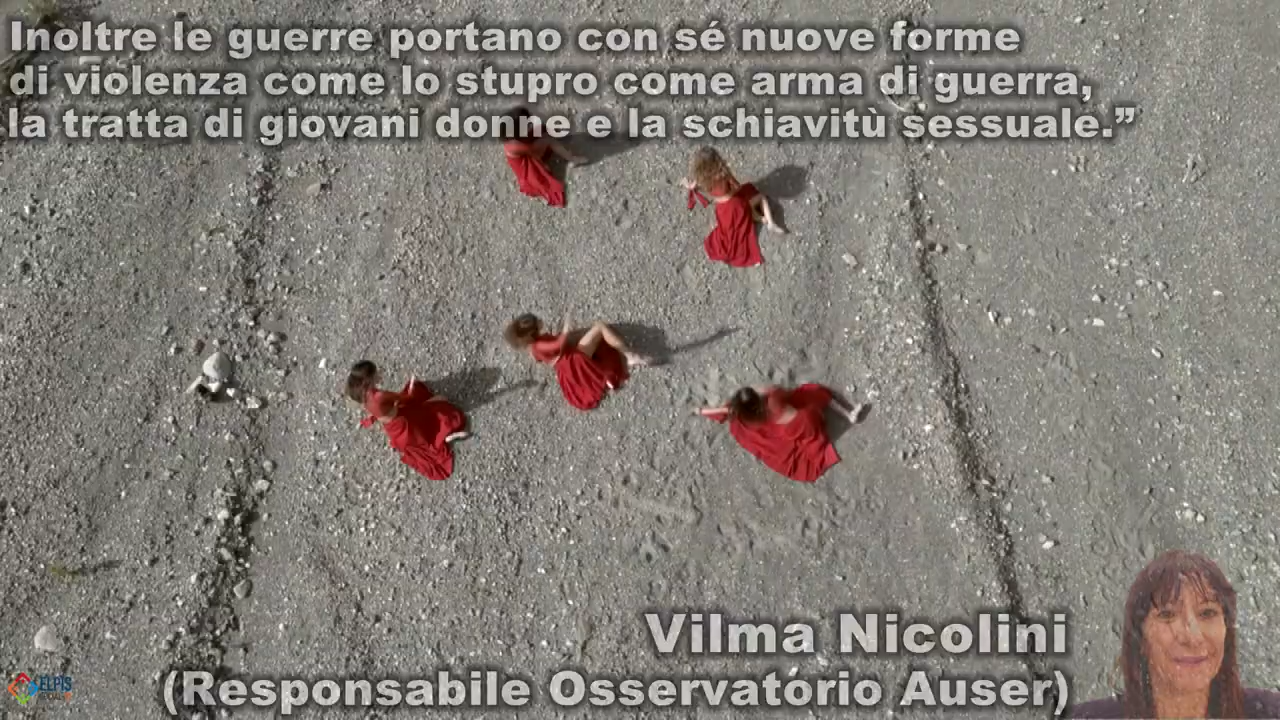 Inoltre le guerre portano con sé nuove forme
di violenza come lo stupro come arma di guerra,
la tratta di giovani donne e la schiavitù sessuale.”
Vilma Nicolini
(Responsabile Osservatorio Auser)
ELPIS